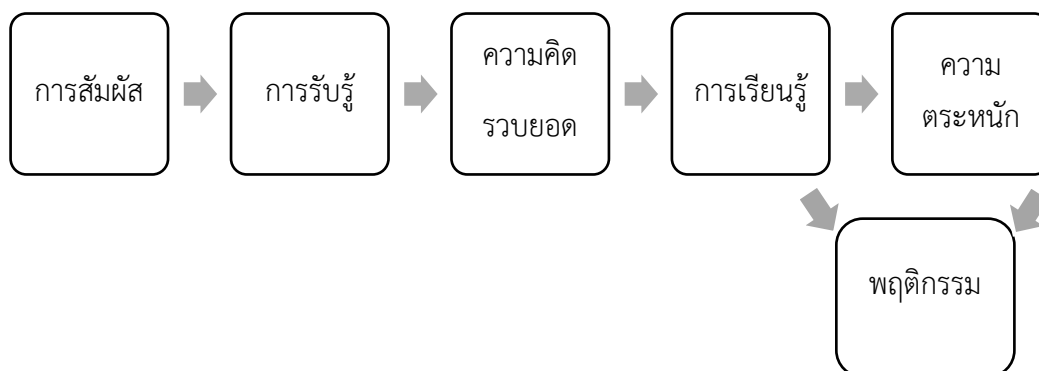 การสัมผัส
การรับรู้
ความคิด
รวบยอด
การเรียนรู้
ความ
ตระหนัก
พฤติกรรม